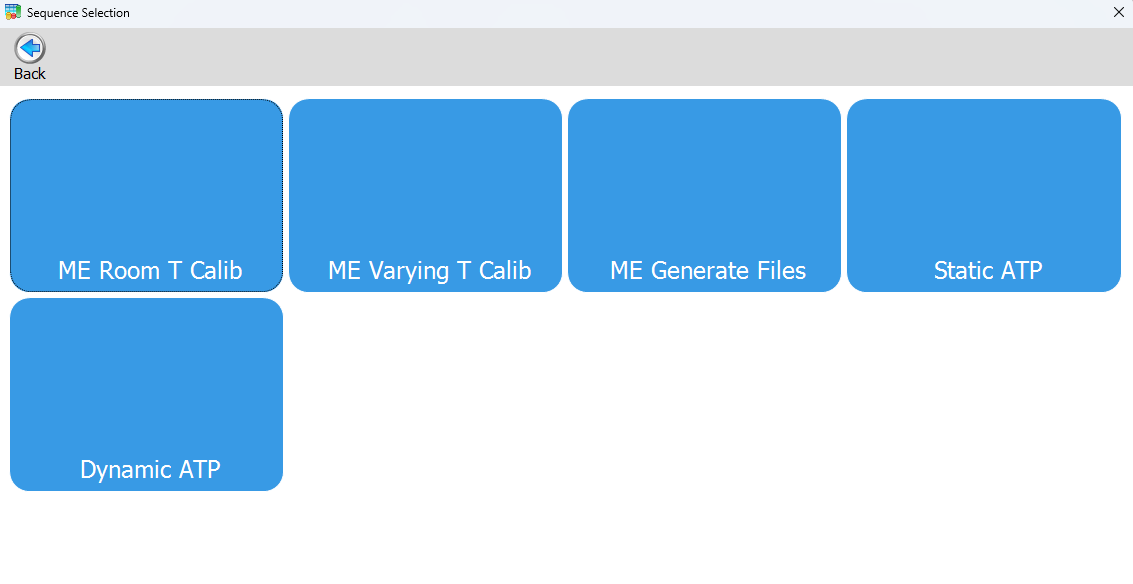 Sequence Selection
Back
ME Room T Calib
ME Varying T Calib
ME Generate Files
Static ATP
Dynamic ATP